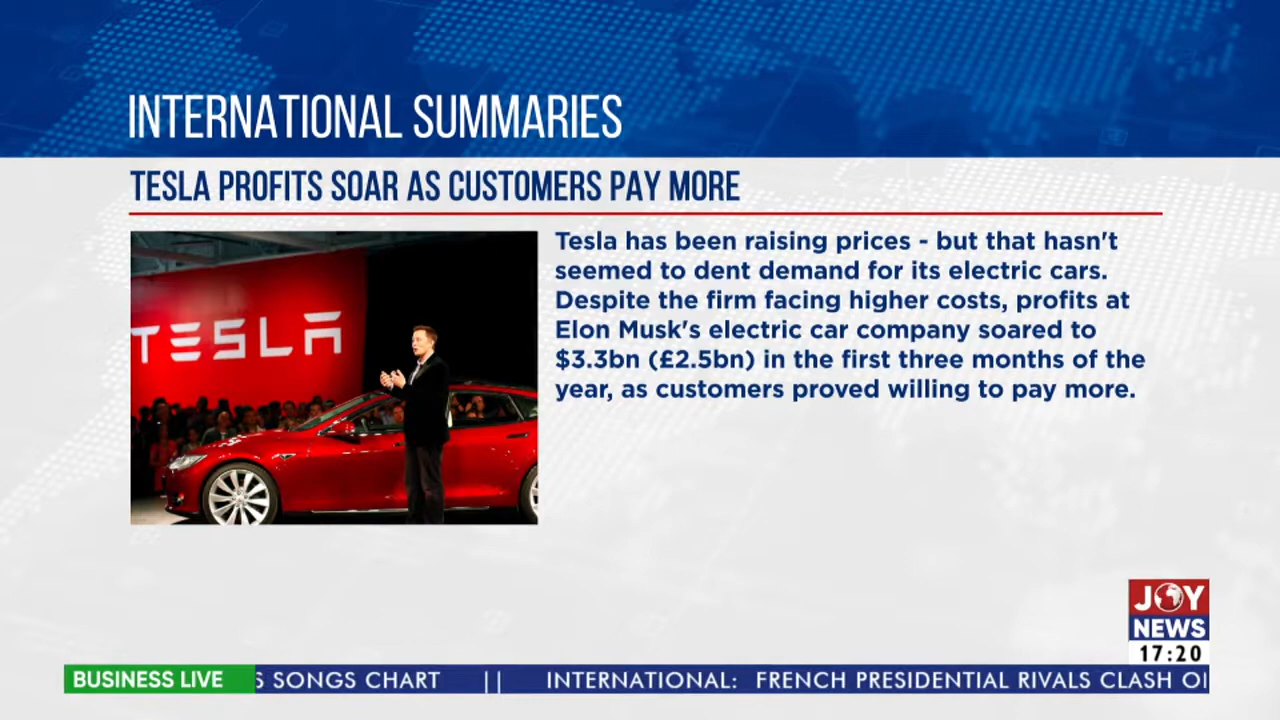 INTERNATIONAL SUMMARIES
TESLA PROFITS SOAR AS CUSTOMERS PAY MORE
TESLA
Tesla has been raising prices - but that hasn't
seemed to dent demand for its electric cars.
Despite the firm facing higher costs, profits at
Elon Musk's electric car company soared to
$3.3bn (£2.5bn) in the first three months of the
year, as customers proved willing to pay more.
JOY
NEWS
17:20
BUSINESS LIVE S SONGS CHART || INTERNATIONAL: FRENCH PRESIDENTIAL RIVALS CLASH